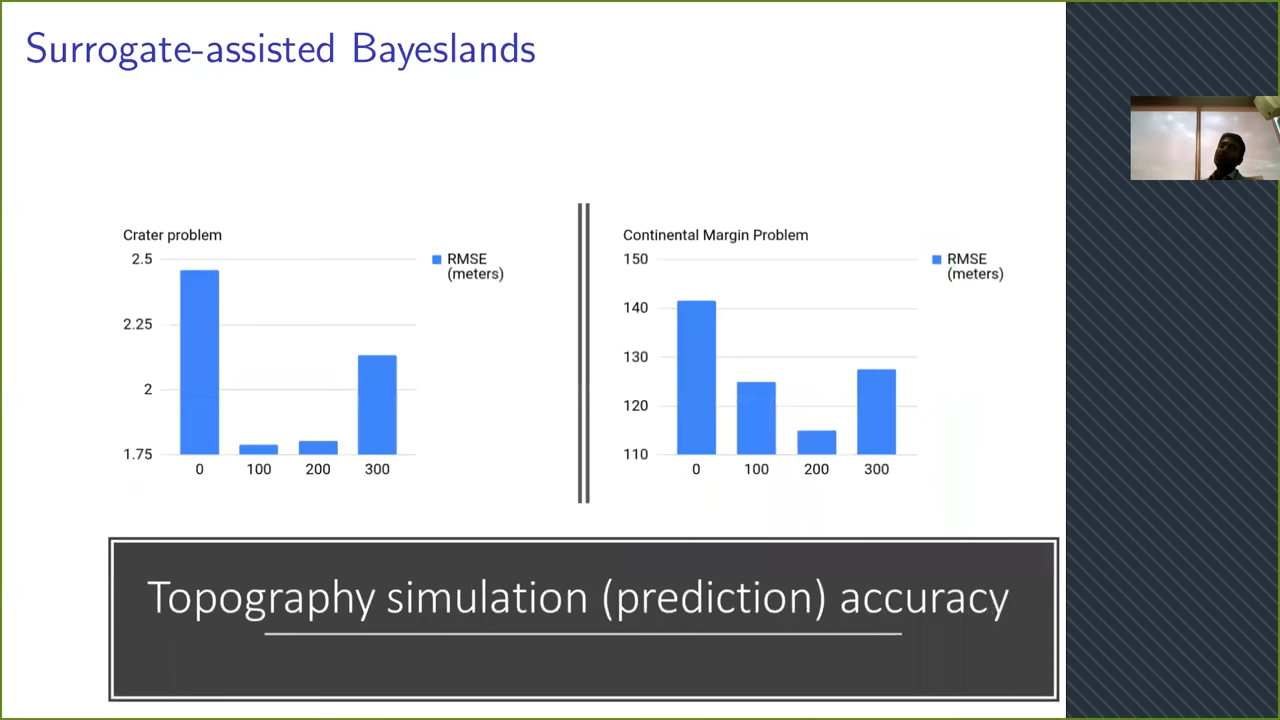 Surrogate-assisted Bayeslands
Crater problem
2.5
2.25
2
1.75
0 100 200 300
RMSE
(meters)
Continental Margin Problem
150
140
130
120
110
0 100 200 300
RMSE
(meters)
Topography simulation (prediction) accuracy